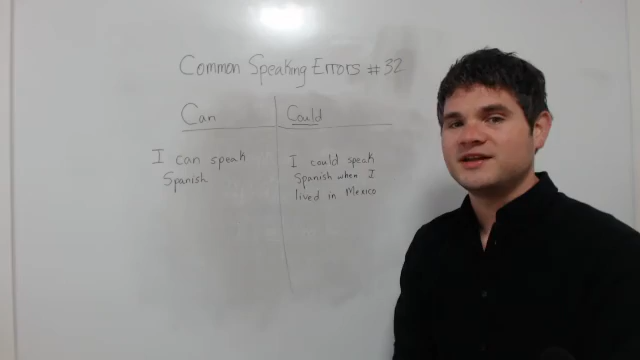 Common Speaking Errors #32
Can
Could
I can speak
Spanish
I could speak
Spanish when I
lived in Mexico